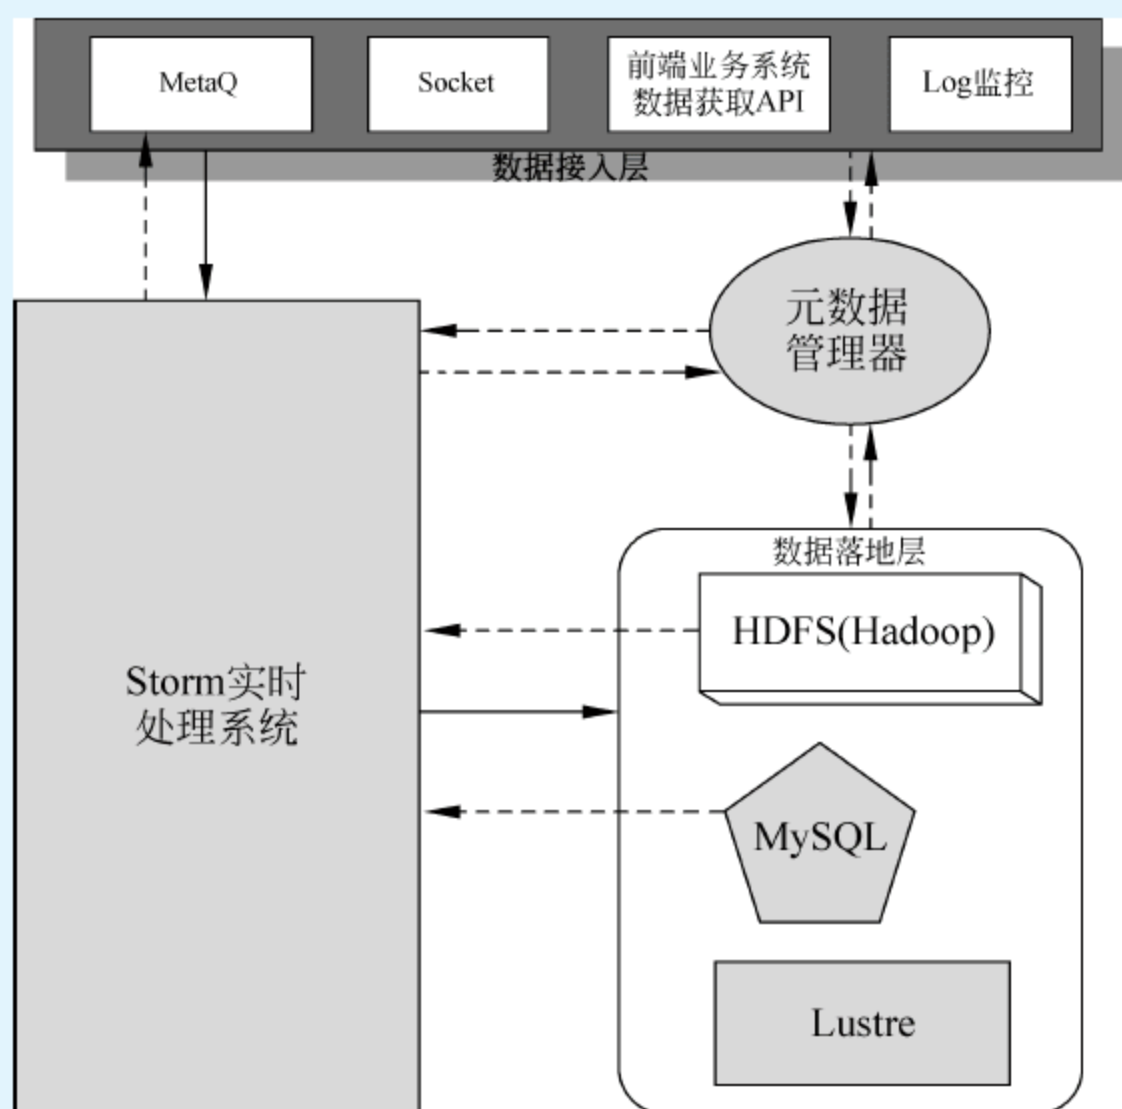 MetaQ
Socket
前端业务系统
数据获取API
Log监控
数据接入层
元数据
管理器
数据落地层
HDFS(Hadoop)
Storm实时
处理系统
MySQL
Lustre